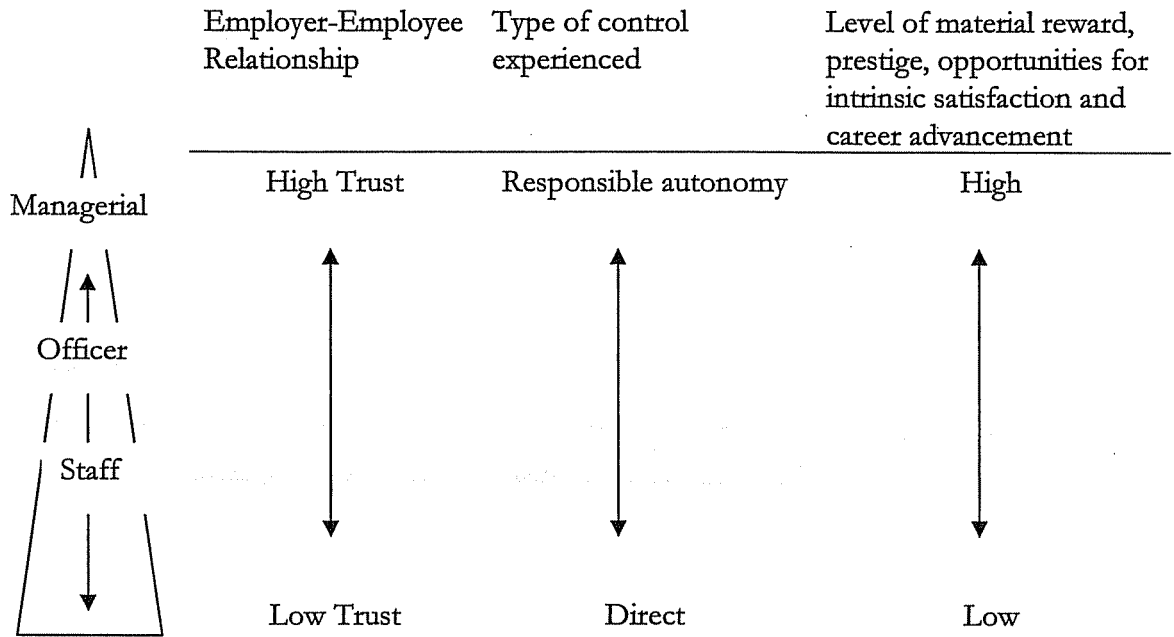 Employer-Employee
Relationship
Type of control
experienced
Level of material reward,
prestige, opportunities for
intrinsic satisfaction and
career advancement
High Trust
Responsible autonomy
High
Managerial
Officer
Staff
Low Trust
Direct
Low